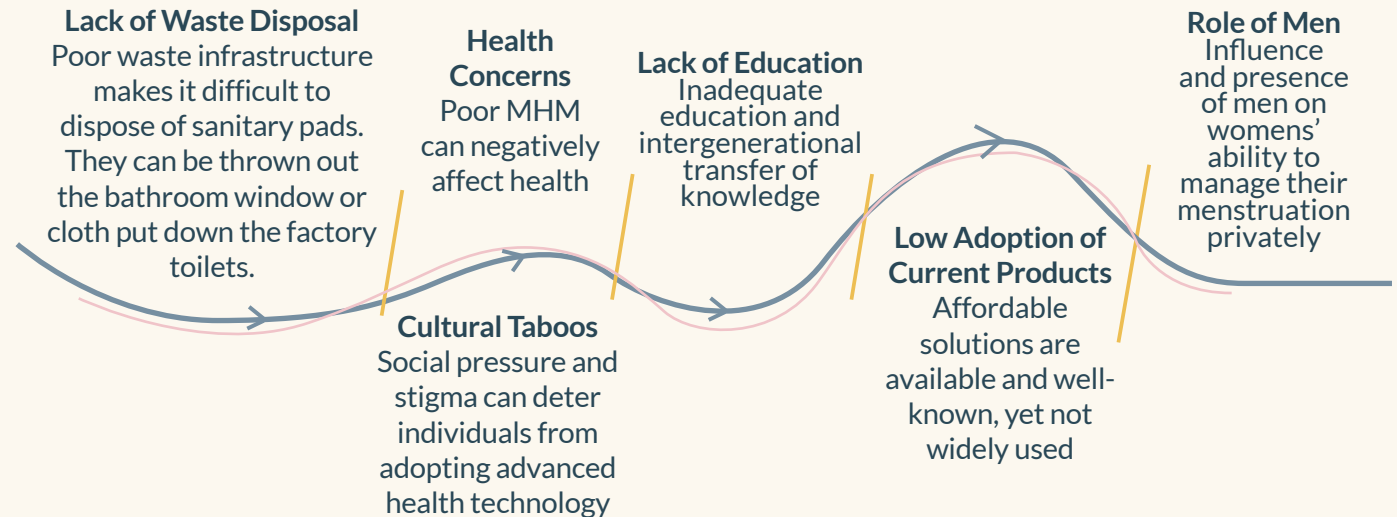 Lack of Waste Disposal
Poor waste infrastructure
makes it difficult to
dispose of sanitary pads.
They can be thrown out
the bathroom window or
cloth put down the factory
toilets.
Health
Concerns
Poor MHM
can negatively
affect health
Cultural Taboos
Social pressure and
stigma can deter
individuals from
adopting advanced
health technology
Lack of Education
Inadequate
education and
intergenerational
transfer of
knowledge
Low Adoption of
Current Products
Affordable
solutions are
available and well-
known, yet not
widely used
Role of Men
Influence
and presence
of men on
womens’
ability to
manage their
menstruation
privately